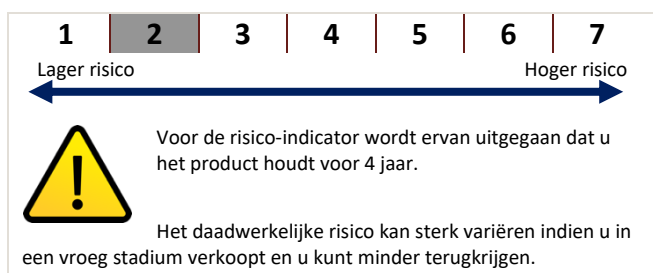 1 2 3 4 5 6 7
Lager risico Hoger risico
Voor de risico-indicator wordt ervan uitgegaan dat u
het product houdt voor 4 jaar.
Het daadwerkelijke risico kan sterk variëren indien u in
een vroeg stadium verkoopt en u kunt minder terugkrijgen.